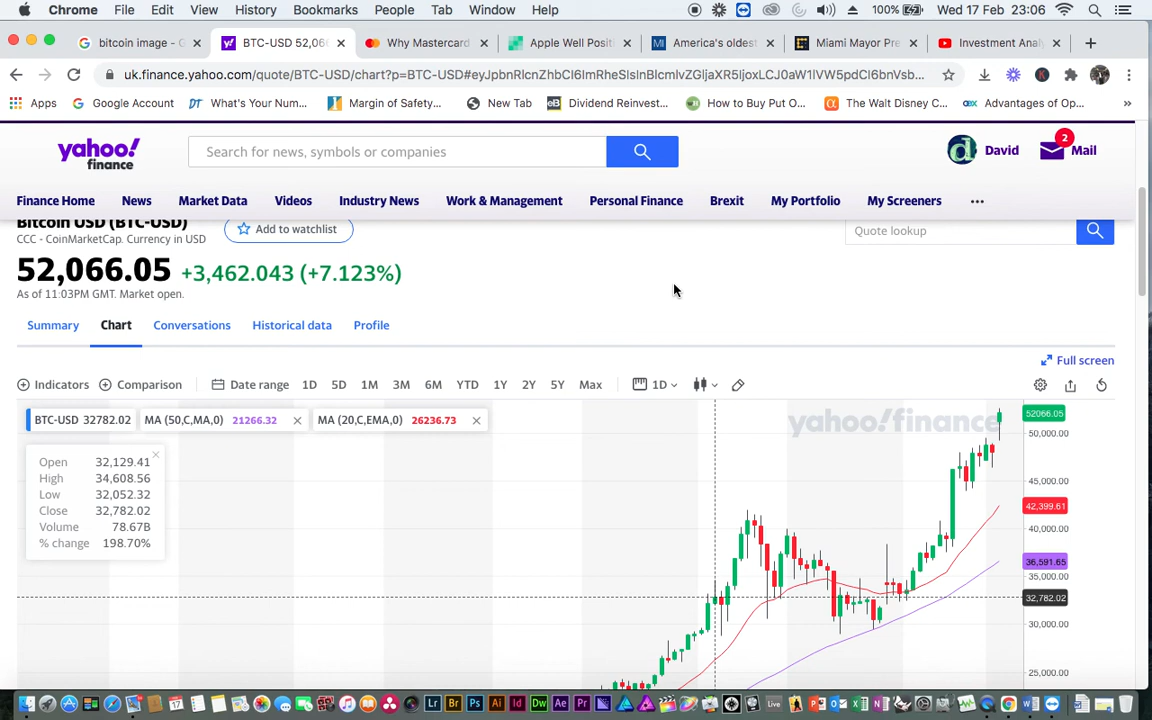 Chrome File Edit View History Bookmarks People Tab Window Help 100% Wed 17 Feb 23:06
bitcoin image - G BTC-USD 52,06 Why Mastercard Apple Well Posit America's oldest Miami Mayor Pre Investment Anal
uk.finance.yahoo.com/quote/BTC-USD/chart?p=BTC-USD
Apps Google Account What's Your Num... Margin of Safety... New Tab Dividend Reinvest... How to Buy Put O... The Walt Disney C... Advantages of Op... »
yahoo! finance Search for news, symbols or companies David 2 Mail
Finance Home News Market Data Videos Industry News Work & Management Personal Finance Brexit My Portfolio My Screeners ...
Bitcoin USD (BTC-USD) Add to watchlist Quote lookup
CCC - CoinMarketCap. Currency in USD
52,066.05 +3,462.043 (+7.123%)
As of 11:03PM GMT. Market open.
Summary Chart Conversations Historical data Profile
Full screen
Indicators Comparison Date range 1D 5D 1M 3M 6M YTD 1Y 2Y 5Y Max 1D
BTC-USD 32782.02 MA (50,C,MA,0) 21266.32 MA (20,C,EMA,0) 26236.73
yahoo!finance
52066.05
50,000.00
Open 32,129.41
High 34,608.56
Low 32,052.32
Close 32,782.02
Volume 78.67B
% change 198.70%
45,000.00
42,399.61
40,000.00
36,591.65
35,000.00
32,782.02
30,000.00
25,000.00
17 Lr Br Ps Ai Id Dw Ae Pr Live